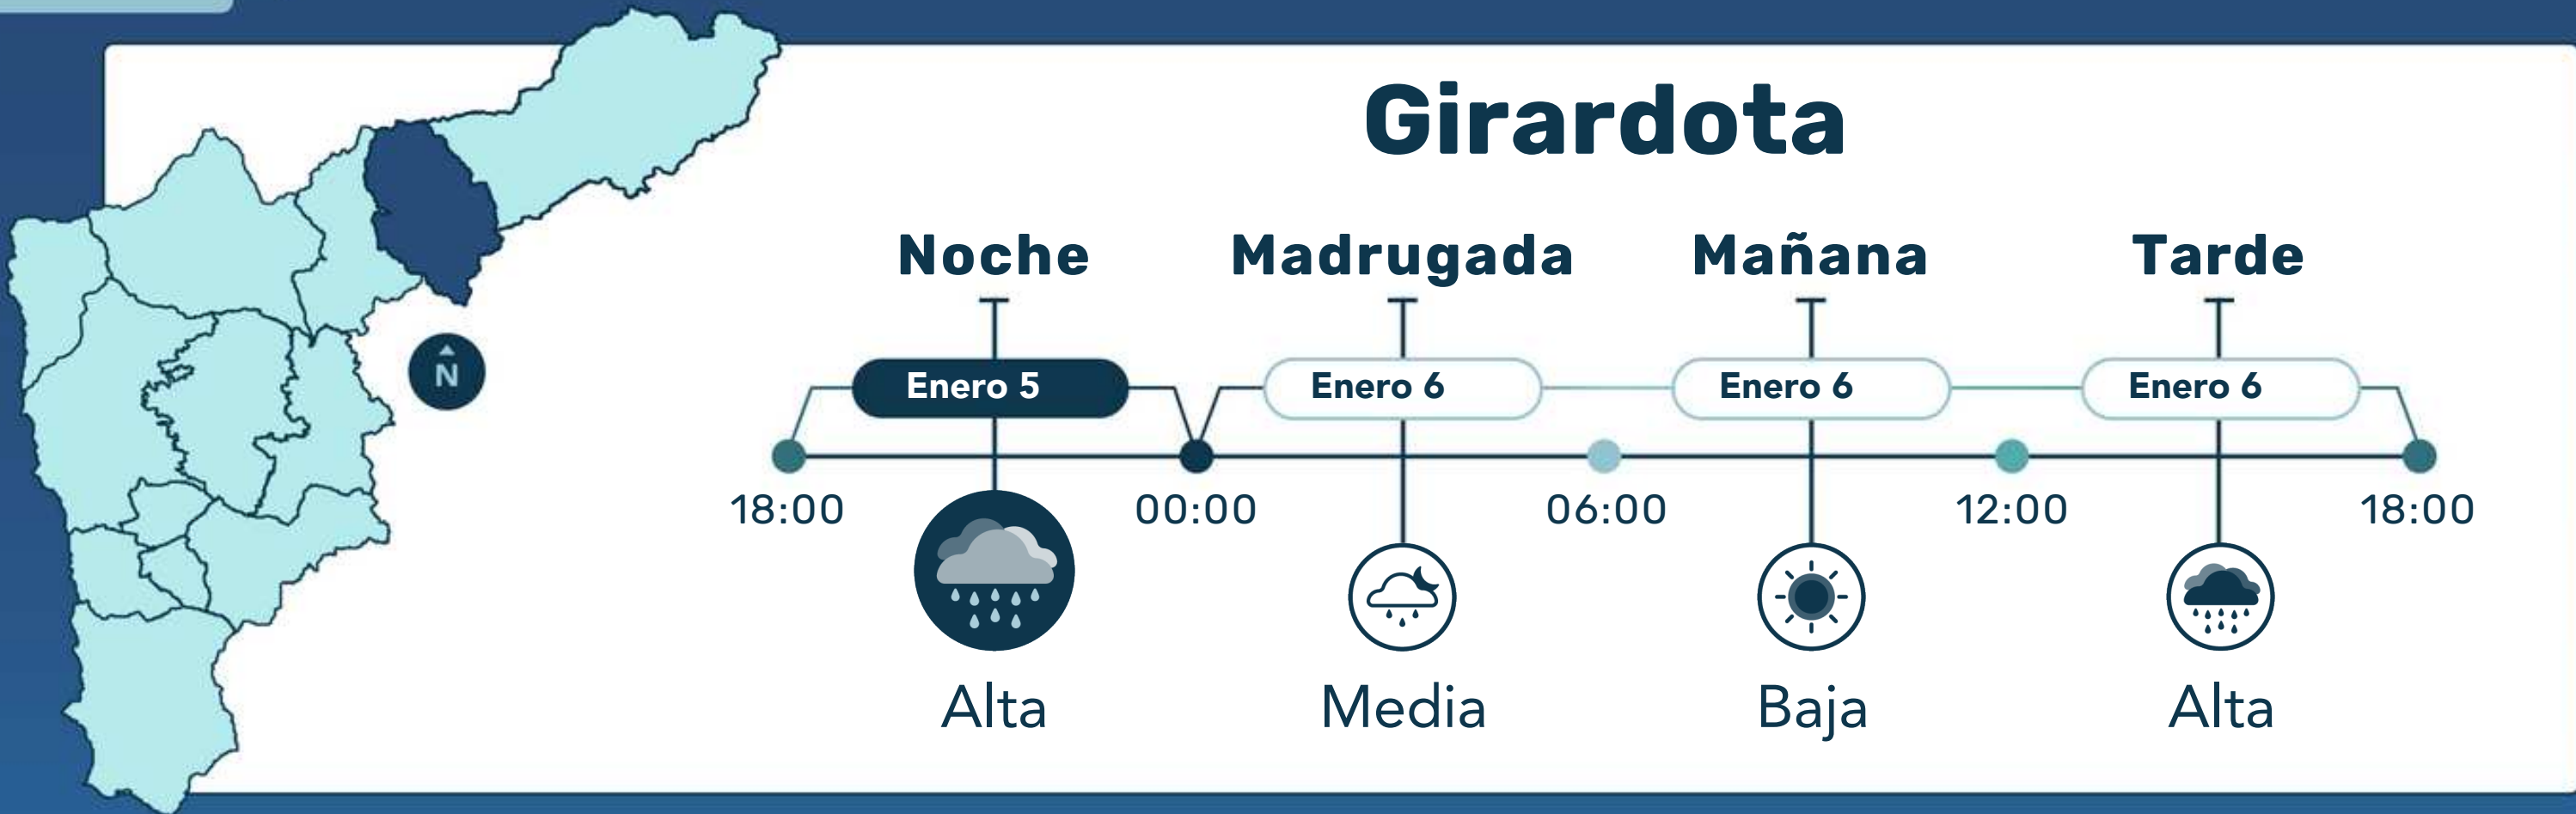 Girardota
Noche Madrugada Mañana Tarde
Enero 5 Enero 6 Enero 6 Enero 6
N
18:00 00:00 06:00 12:00 18:00
Alta Media Baja Alta